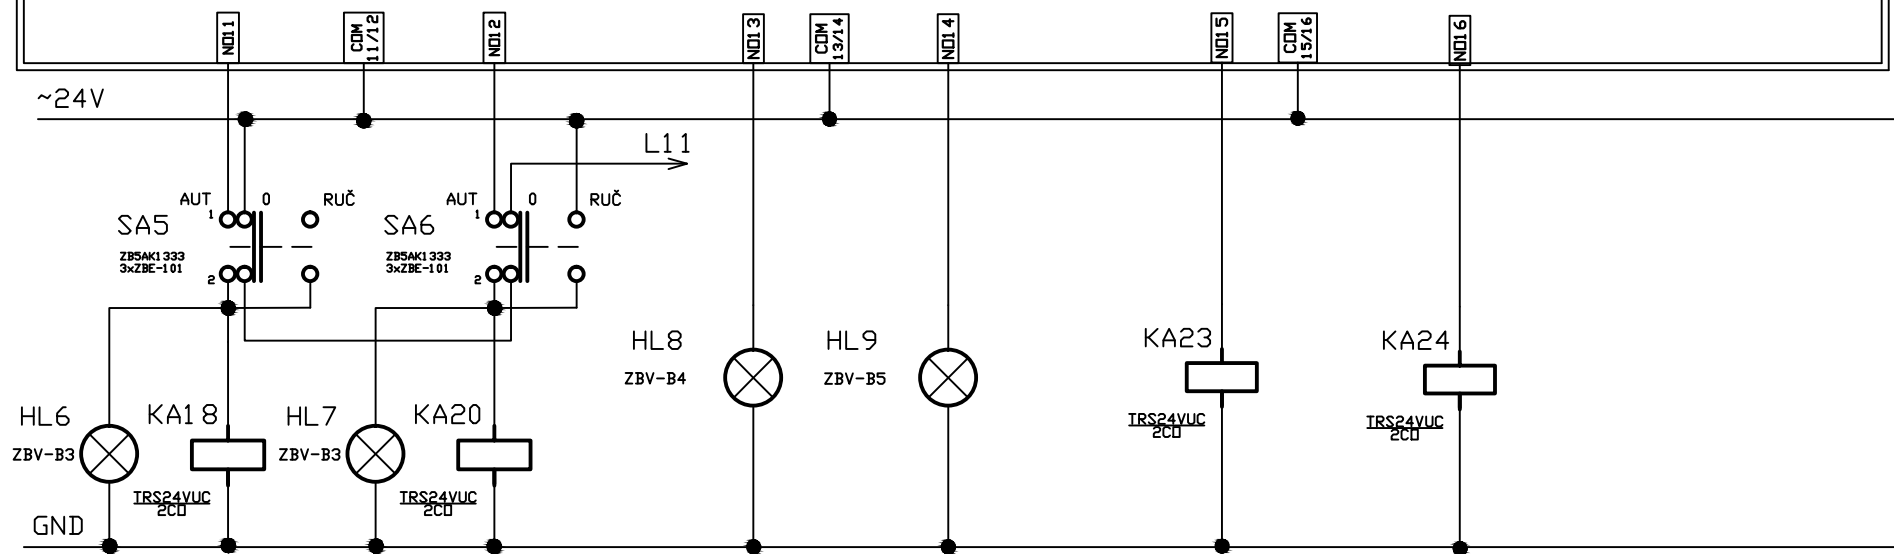 NO11
COM
11/12
NO12
NO13
COM
13/14
NO14
NO15
COM
15/16
NO16
~24V
L11
AUT
0
RUČ
AUT
0
RUČ
1
1
SA5
SA6
ZB5AK1333
3xZBE-101
ZB5AK1333
3xZBE-101
2
2
HL8
HL9
KA23
KA24
ZBV-B4
ZBV-B5
HL6
KA18
HL7
KA20
TRS24VUC
2CO
TRS24VUC
2CO
ZBV-B3
ZBV-B3
TRS24VUC
2CO
TRS24VUC
2CO
GND